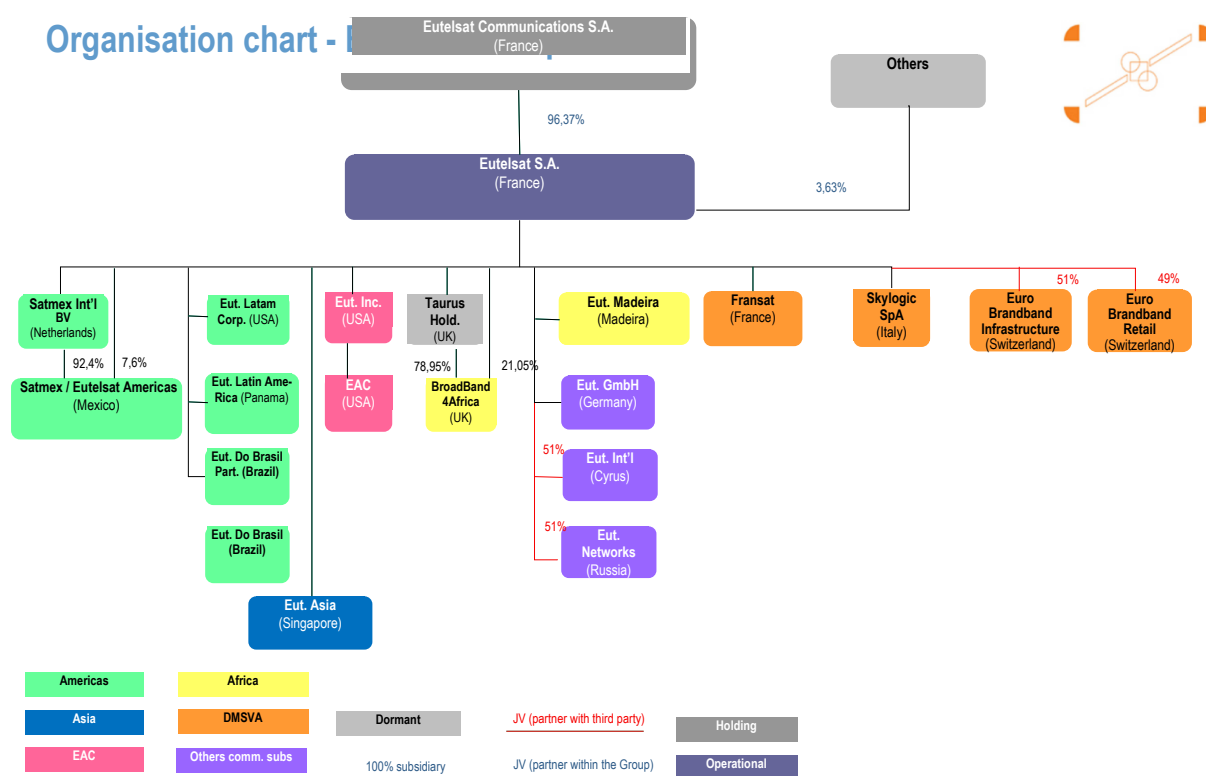 Eutelsat Communications S.A.
(France)
Organisation chart -
Others
96,37%
Eutelsat S.A.
(France)
3,63%
51%
49%
Satmex Int'l
BV
(Netherlands)
Eut. Latam
Corp. (USA)
Eut. Inc.
(USA)
Taurus
Hold.
(UK)
Eut. Madeira
(Madeira)
Fransat
(France)
Skylogic
SpA
(Italy)
Euro
Brandband
Infrastructure
(Switzerland)
Euro
Brandband
Retail
(Switzerland)
92,4%
7,6%
78,95%
21,05%
Satmex / Eutelsat Americas
(Mexico)
Eut. Latin Ame-
Rica (Panama)
EAC
(USA)
BroadBand
4Africa
(UK)
Eut. GmbH
(Germany)
51%
Eut. Do Brasil
Part. (Brazil)
Eut. Int'l
(Cyrus)
51%
Eut. Do Brasil
(Brazil)
Eut.
Networks
(Russia)
Eut. Asia
(Singapore)
Americas
Africa
Asia
DMSVA
Dormant
JV (partner with third party)
Holding
EAC
Others comm. subs
100% subsidiary
JV (partner within the Group)
Operational